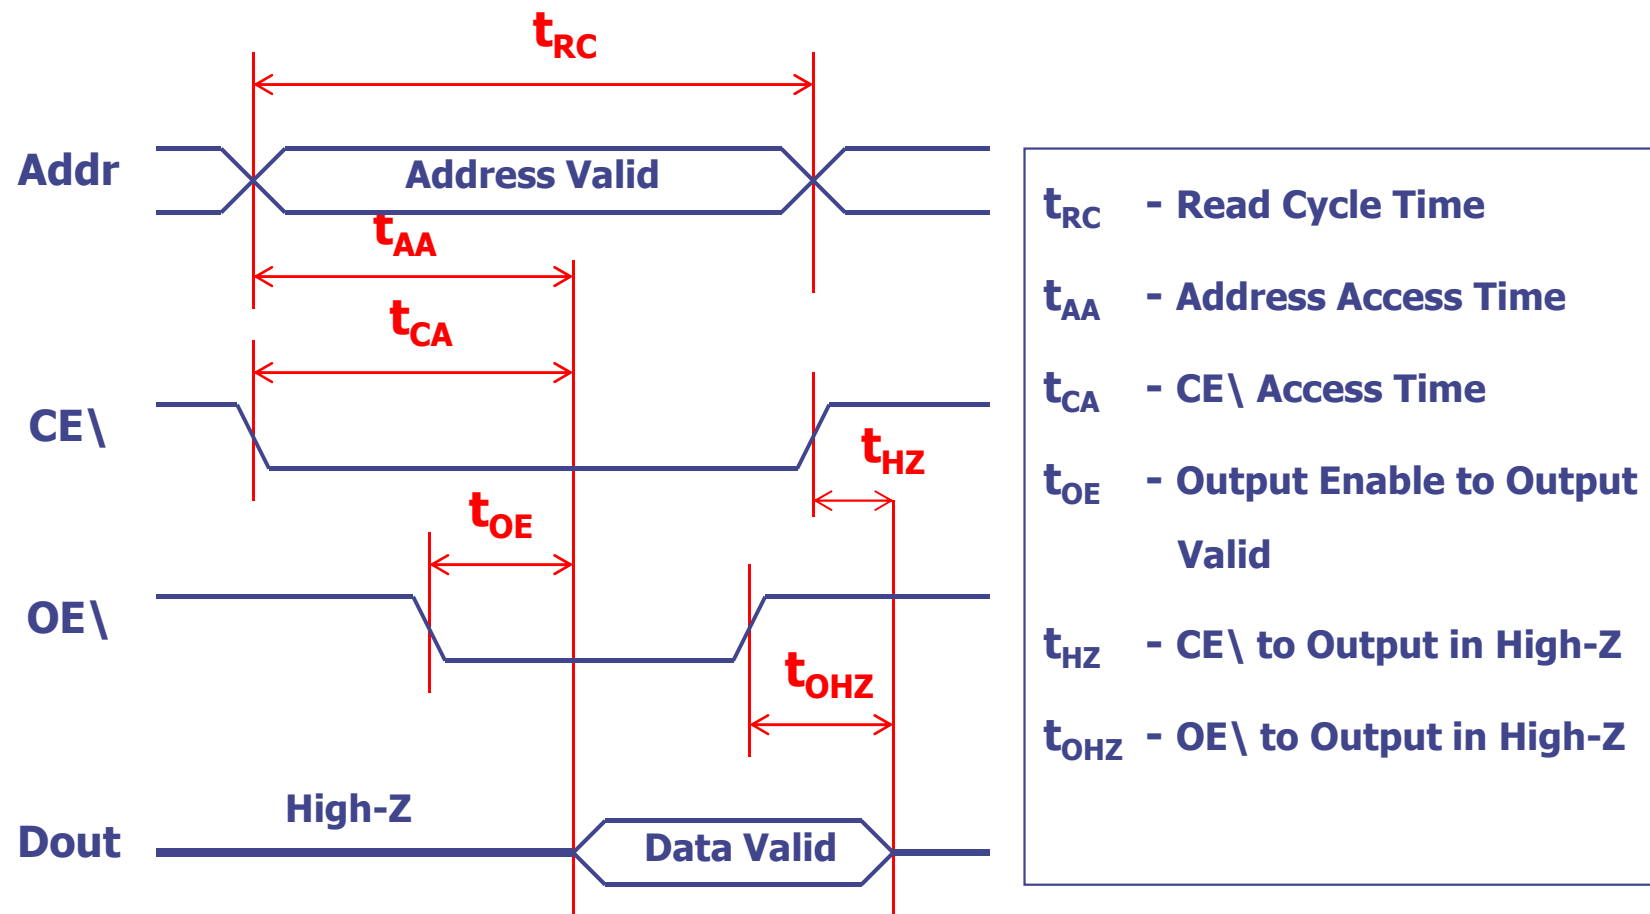 tRC
Addr
Address Valid
tAA
tCA
CE\
tHZ
tOE
OE\
tOHZ
High-Z
Dout
Data Valid
tRC - Read Cycle Time
tAA - Address Access Time
tCA - CE\ Access Time
tOE - Output Enable to Output
Valid
tHZ - CE\ to Output in High-Z
tOHZ - OE\ to Output in High-Z